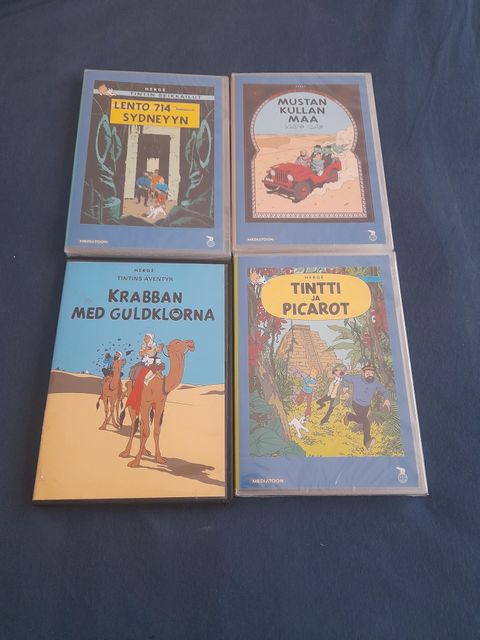 HERGÉ
TINTIN SEIKKAILUT
LENTO 714
SYDNEYYN
MEDIATOON
HERGÉ
MUSTAN
KULLAN
MAA
MEDIATOON
HERGÉ
TINTINS ÄVENTYR
KRABBAN
MED GULDKLORNA
HERGÉ
TINTTI
JA
PICAROT
MEDIATOON